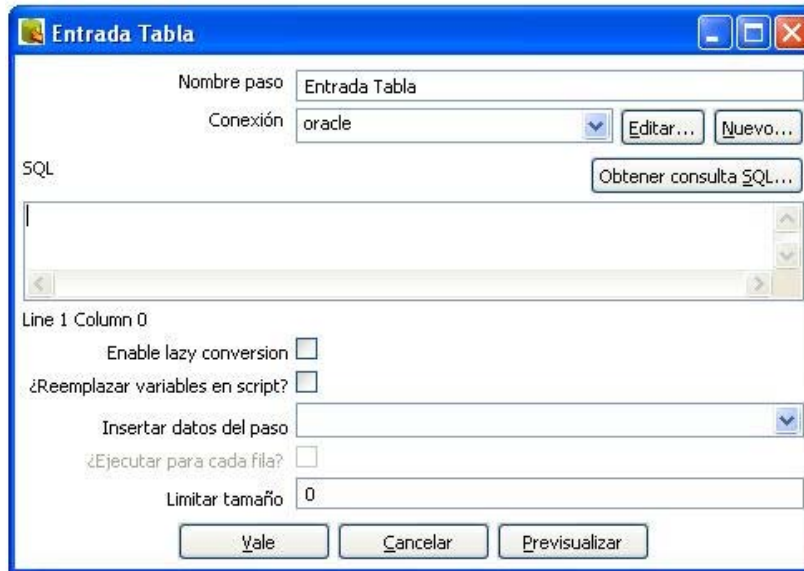 Entrada Tabla
Nombre paso Entrada Tabla
Conexión oracle Editar... Nuevo...
SQL Obtener consulta SQL...
Line 1 Column 0
Enable lazy conversion
¿Reemplazar variables en script?
Insertar datos del paso
¿Ejecutar para cada fila?
Limitar tamaño 0
Vale Cancelar Previsualizar